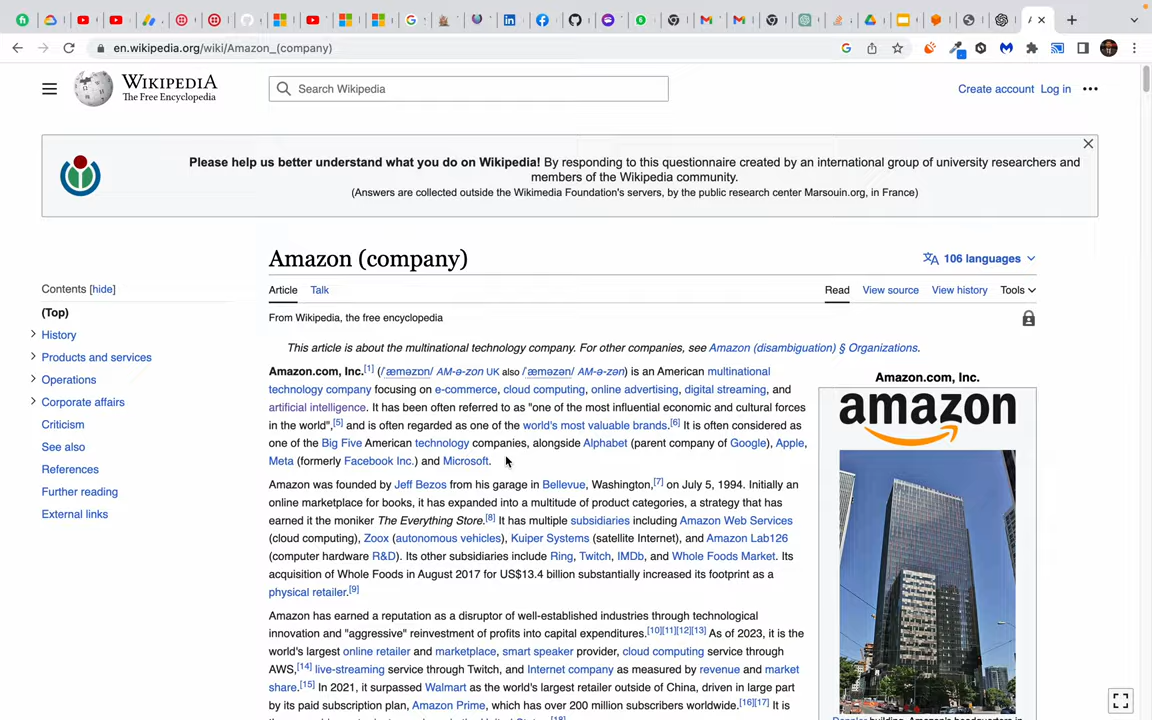 en.wikipedia.org/wiki/Amazon_(company)
WIKIPEDIA
The Free Encyclopedia
Search Wikipedia
Create account Log in
Please help us better understand what you do on Wikipedia! By responding to this questionnaire created by an international group of university researchers and
members of the Wikipedia community.
(Answers are collected outside the Wikimedia Foundation's servers, by the public research center Marsouin.org, in France)
Amazon (company)
106 languages
Contents [hide]
(Top)
History
Products and services
Operations
Corporate affairs
Criticism
See also
References
Further reading
External links
Article Talk
Read View source View history Tools
From Wikipedia, the free encyclopedia
This article is about the multinational technology company. For other companies, see Amazon (disambiguation) § Organizations.
Amazon.com, Inc.[1] (/ˈæməzɒn/ AM-ə-zon UK also /ˈæməzən/ AM-ə-zən) is an American multinational
technology company focusing on e-commerce, cloud computing, online advertising, digital streaming, and
artificial intelligence. It has been often referred to as "one of the most influential economic and cultural forces
in the world",[5] and is often regarded as one of the world's most valuable brands.[6] It is often considered as
one of the Big Five American technology companies, alongside Alphabet (parent company of Google), Apple,
Meta (formerly Facebook Inc.) and Microsoft.
Amazon was founded by Jeff Bezos from his garage in Bellevue, Washington,[7] on July 5, 1994. Initially an
online marketplace for books, it has expanded into a multitude of product categories, a strategy that has
earned it the moniker The Everything Store.[8] It has multiple subsidiaries including Amazon Web Services
(cloud computing), Zoox (autonomous vehicles), Kuiper Systems (satellite Internet), and Amazon Lab126
(computer hardware R&D). Its other subsidiaries include Ring, Twitch, IMDb, and Whole Foods Market. Its
acquisition of Whole Foods in August 2017 for US$13.4 billion substantially increased its footprint as a
physical retailer.[9]
Amazon has earned a reputation as a disruptor of well-established industries through technological
innovation and "aggressive" reinvestment of profits into capital expenditures.[10][11][12][13] As of 2023, it is the
world's largest online retailer and marketplace, smart speaker provider, cloud computing service through
AWS,[14] live-streaming service through Twitch, and Internet company as measured by revenue and market
share.[15] In 2021, it surpassed Walmart as the world's largest retailer outside of China, driven in large part
by its paid subscription plan, Amazon Prime, which has over 200 million subscribers worldwide.[16][17] It is
Amazon.com, Inc.
amazon